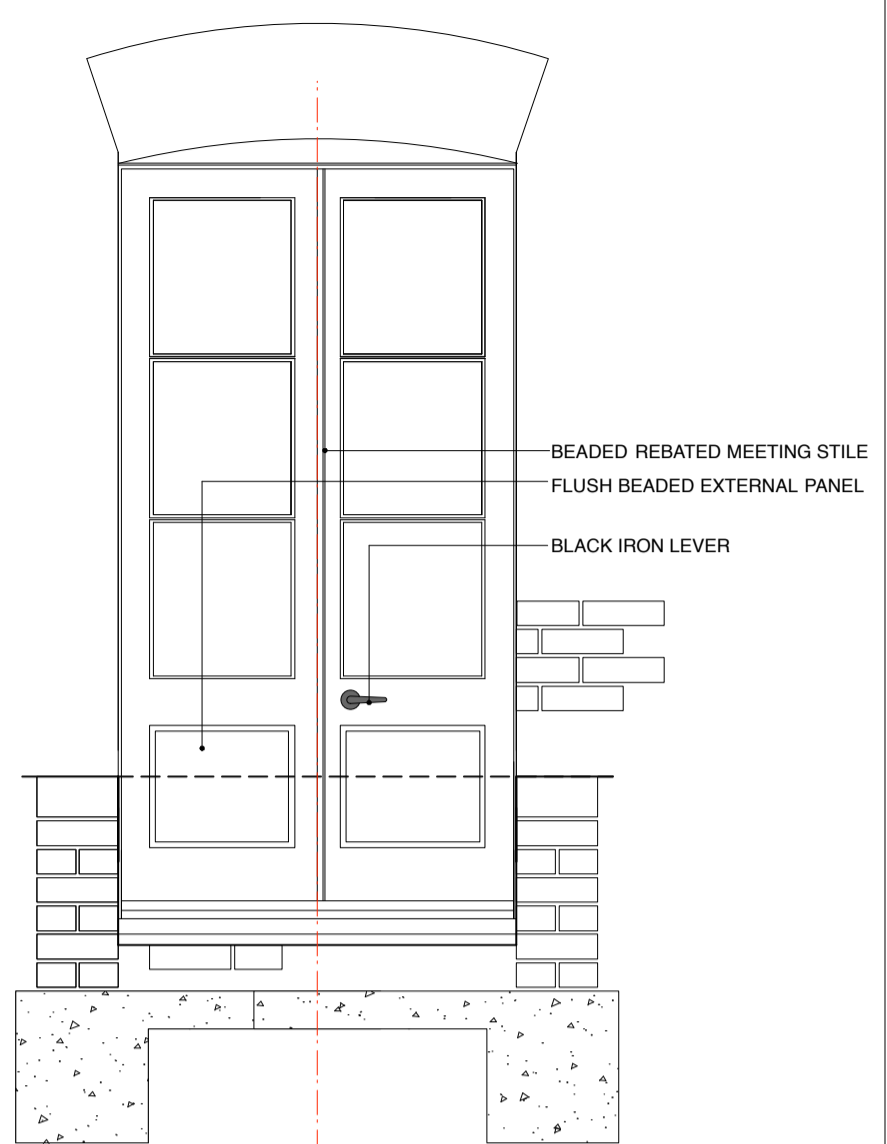 BEADED REBATED MEETING STILE
FLUSH BEADED EXTERNAL PANEL
BLACK IRON LEVER